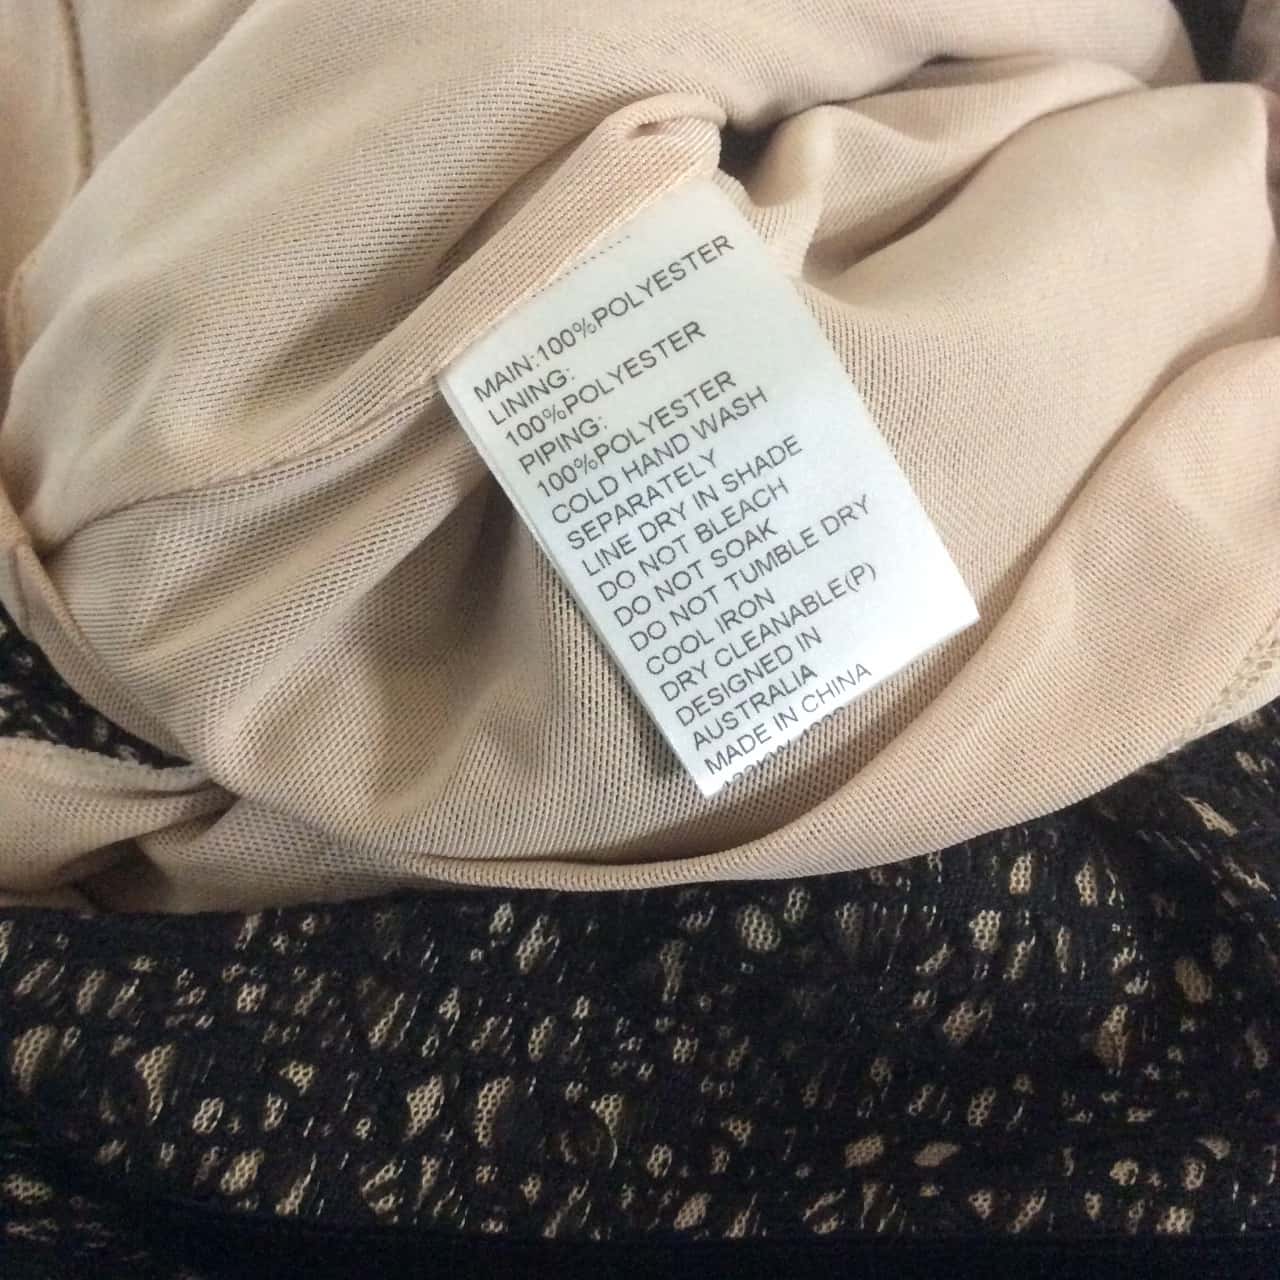 MAIN:100%POLYESTER
LINING:
100%POLYESTER
PIPING:
100%POLYESTER
COLD HAND WASH
SEPARATELY
LINE DRY IN SHADE
DO NOT BLEACH
DO NOT SOAK
DO NOT TUMBLE DRY
COOL IRON
DRY CLEANABLE(P)
DESIGNED IN
AUSTRALIA
MADE IN CHINA